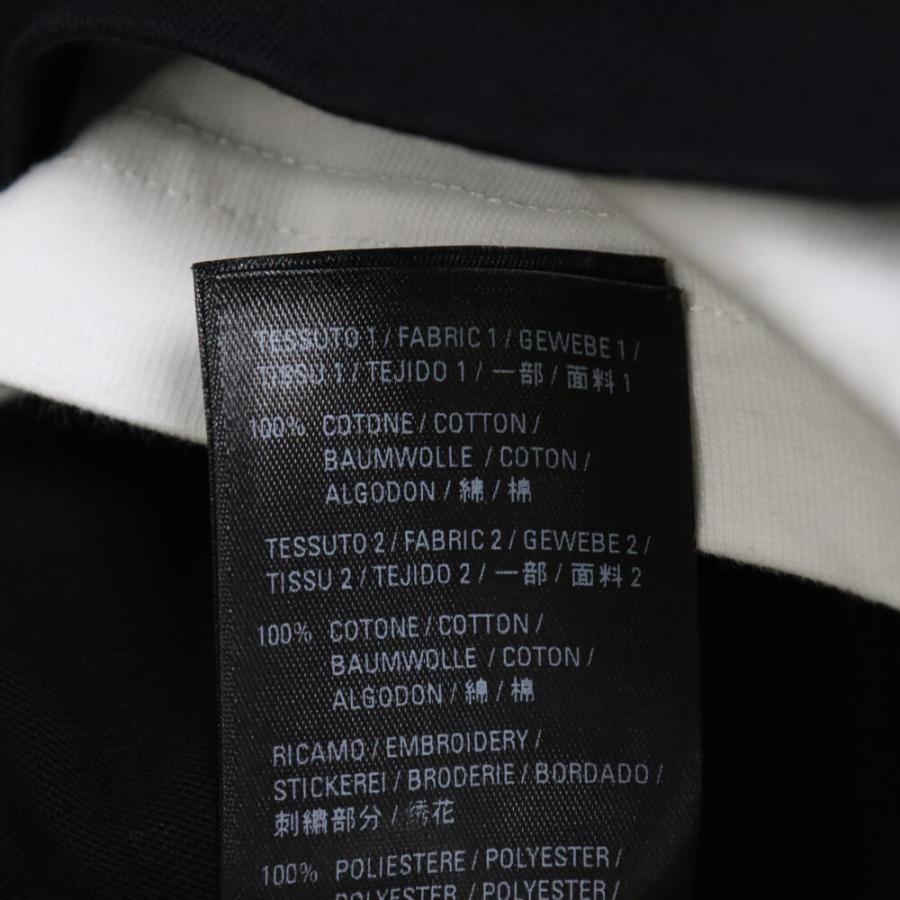 TESSUTO 1 / FABRIC 1 / GEWEBE 1 /
TISSU 1 / TEJIDO 1 / 一部 / 面料 1
100% COTONE / COTTON /
BAUMWOLLE / COTON /
ALGODON / 綿 / 棉
TESSUTO 2 / FABRIC 2 / GEWEBE 2 /
TISSU 2 / TEJIDO 2 / 一部 / 面料 2
100% COTONE / COTTON /
BAUMWOLLE / COTON /
ALGODON / 綿 / 棉
RICAMO / EMBROIDERY /
STICKEREI / BRODERIE / BORDADO /
刺繍部分 / 绣花
100% POLIESTERE / POLYESTER /
POLYESTER / POLYESTER /